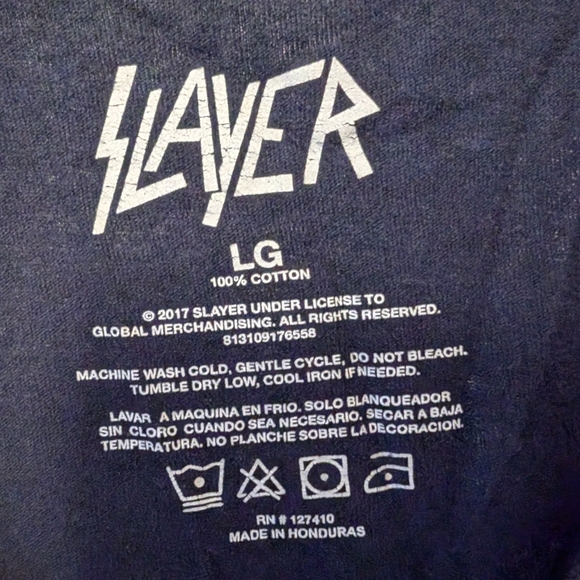 SLAYER
LG
100% COTTON
© 2017 SLAYER UNDER LICENSE TO
GLOBAL MERCHANDISING. ALL RIGHTS RESERVED.
813109176558
MACHINE WASH COLD, GENTLE CYCLE, DO NOT BLEACH.
TUMBLE DRY LOW, COOL IRON IF NEEDED.
LAVAR A MAQUINA EN FRIO. SOLO BLANQUEADOR
SIN CLORO CUANDO SEA NECESARIO. SECAR A BAJA
TEMPERATURA. NO PLANCHE SOBRE LA DECORACION.
RN # 127410
MADE IN HONDURAS